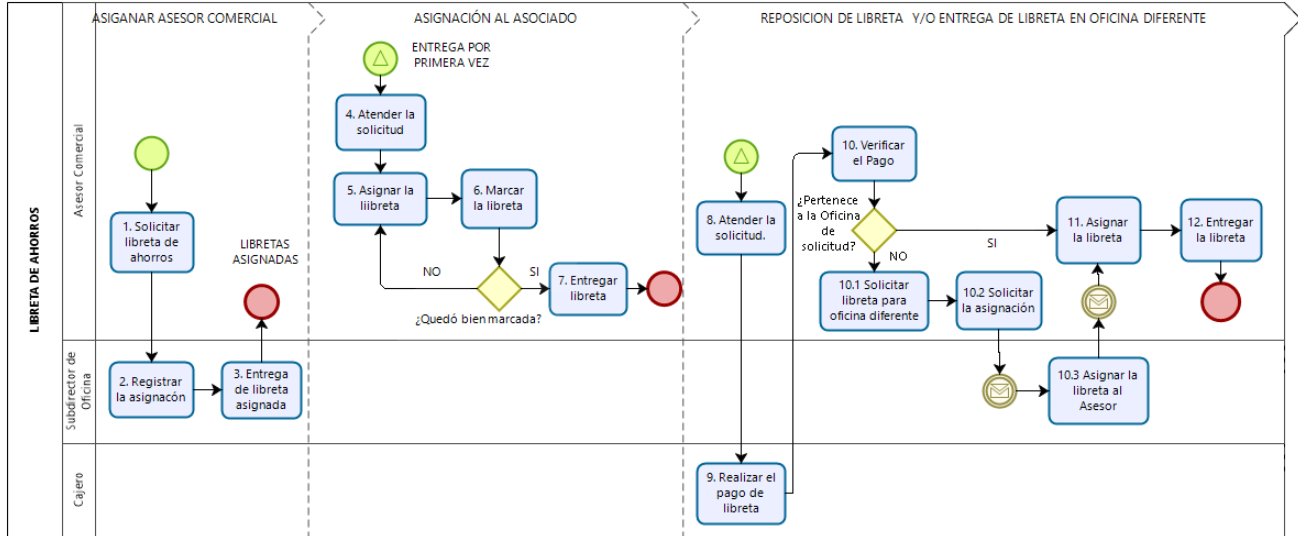 ASIGANAR ASESOR COMERCIAL
ASIGNACIÓN AL ASOCIADO
REPOSICION DE LIBRETA Y/O ENTREGA DE LIBRETA EN OFICINA DIFERENTE
LIBRETA DE AHORROS
Asesor Comercial
Subdirector de
Oficina
Cajero
1. Solicitar
libreta de
ahorros
LIBRETAS
ASIGNADAS
2. Registrar
la asignacón
3. Entrega
de libreta
asignada
ENTREGA POR
PRIMERA VEZ
4. Atender la
solicitud
5. Asignar la
liibreta
6. Marcar
la libreta
NO
SI
¿Quedó bien marcada?
7. Entregar
libreta
8. Atender la
solicitud.
9. Realizar el
pago de
libreta
10. Verificar
el Pago
¿Pertenece
a la Oficina
de
solicitud?
SI
NO
10.1 Solicitar
libreta para
oficina diferente
10.2 Solicitar
la asignación
10.3 Asignar la
libreta al
Asesor
11. Asignar
la libreta
12. Entregar
la libreta